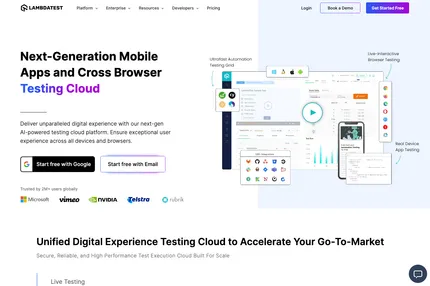 LAMBDATEST
Platform Enterprise Resources Developers Pricing
Login Book a Demo Get Started Free
Next-Generation Mobile
Apps and Cross Browser
Testing Cloud
Deliver unparalleled digital experience with our next-gen
AI-powered testing cloud platform. Ensure exceptional user
experience across all devices and browsers.
Start free with Google Start free with Email
Trusted by 2M+ users globally
Microsoft vimeo NVIDIA Telstra rubrik
Ultrafast Automation
Testing Grid
Live-Interactive
Browser Testing
Real Device
App Testing
Unified Digital Experience Testing Cloud to Accelerate Your Go-To-Market
Secure, Reliable, and High Performance Test Execution Cloud Built For Scale
Live Testing